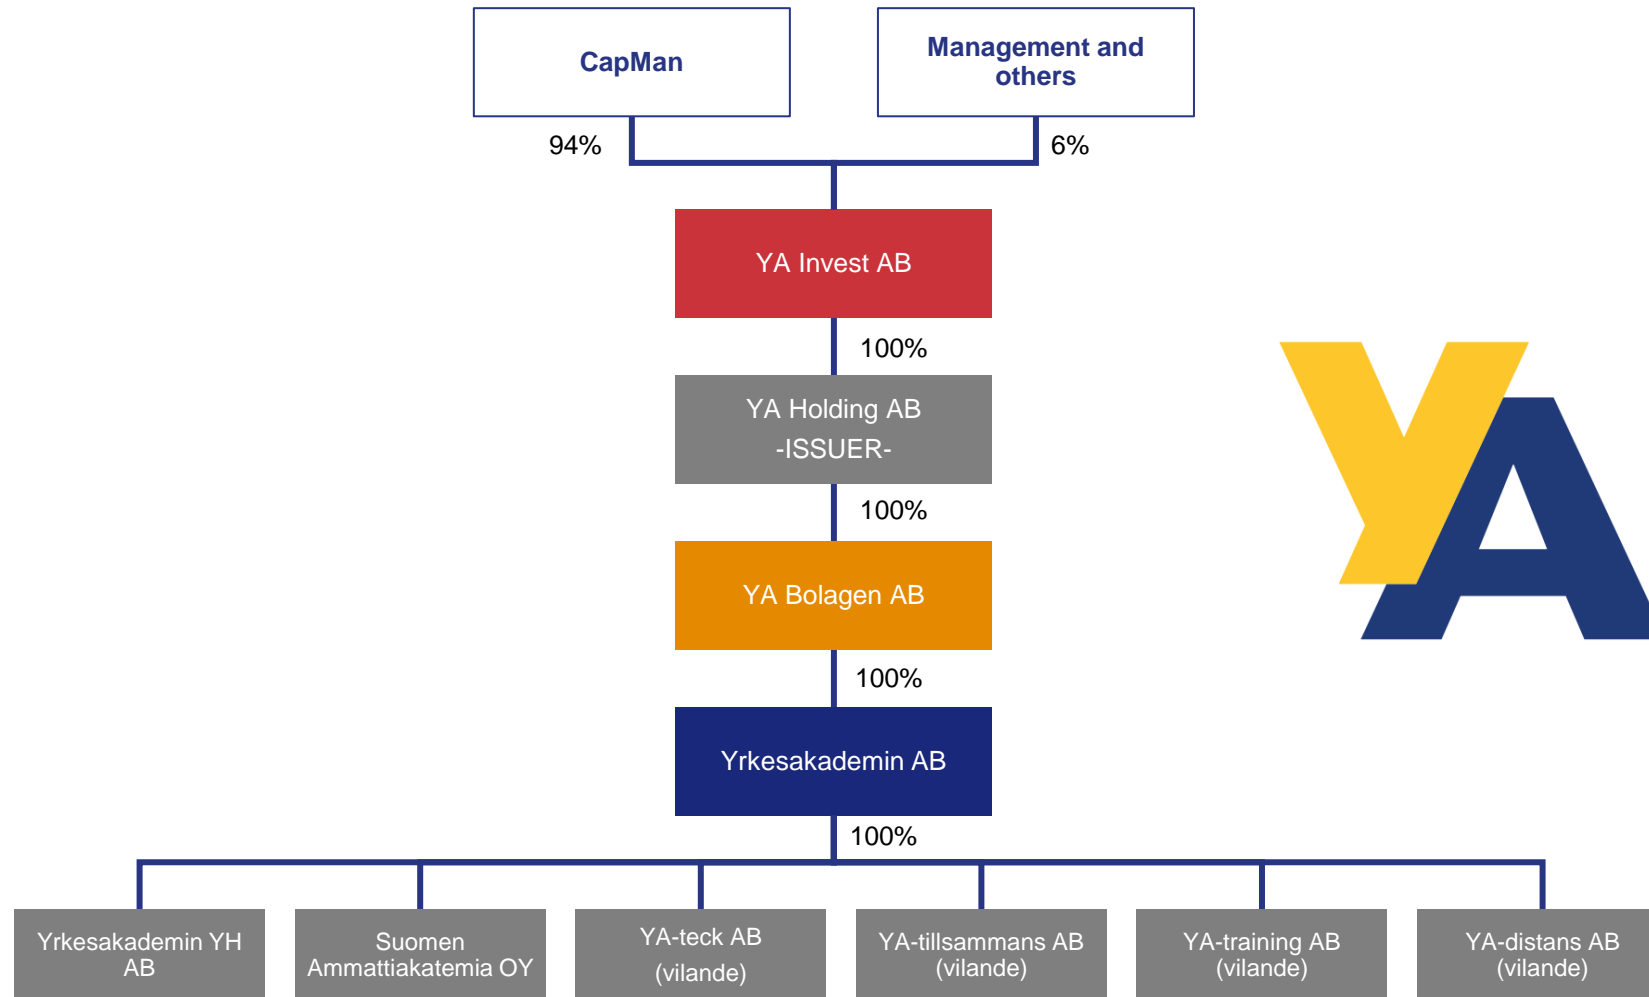 CapMan
Management and
others
94%
6%
YA Invest AB
100%
YA Holding AB
-ISSUER-
100%
YA Bolagen AB
100%
Yrkesakademin AB
100%
Yrkesakademin YH
AB
Suomen
Ammattiakatemia OY
YA-teck AB
(vilande)
YA-tillsammans AB
(vilande)
YA-training AB
(vilande)
YA-distans AB
(vilande)
YA